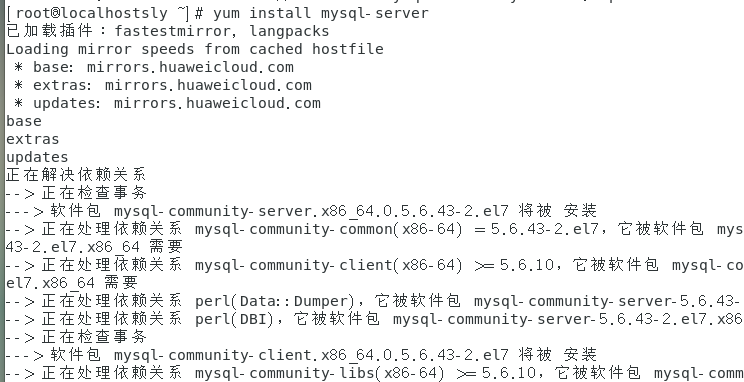 [root@localhostsly ~]# yum install mysql-server
已加载插件：fastestmirror, langpacks
Loading mirror speeds from cached hostfile
 * base: mirrors.huaweicloud.com
 * extras: mirrors.huaweicloud.com
 * updates: mirrors.huaweicloud.com
base
extras
updates
正在解决依赖关系
--> 正在检查事务
---> 软件包 mysql-community-server.x86_64.0.5.6.43-2.el7 将被 安装
--> 正在处理依赖关系 mysql-community-common(x86-64) = 5.6.43-2.el7，它被软件包 mys
43-2.el7.x86_64 需要
--> 正在处理依赖关系 mysql-community-client(x86-64) >= 5.6.10，它被软件包 mysql-co
el7.x86_64 需要
--> 正在处理依赖关系 perl(Data::Dumper)，它被软件包 mysql-community-server-5.6.43-
--> 正在处理依赖关系 perl(DBI)，它被软件包 mysql-community-server-5.6.43-2.el7.x86
--> 正在检查事务
---> 软件包 mysql-community-client.x86_64.0.5.6.43-2.el7 将被 安装
--> 正在处理依赖关系 mysql-community-libs(x86-64) >= 5.6.10，它被软件包 mysql-comm